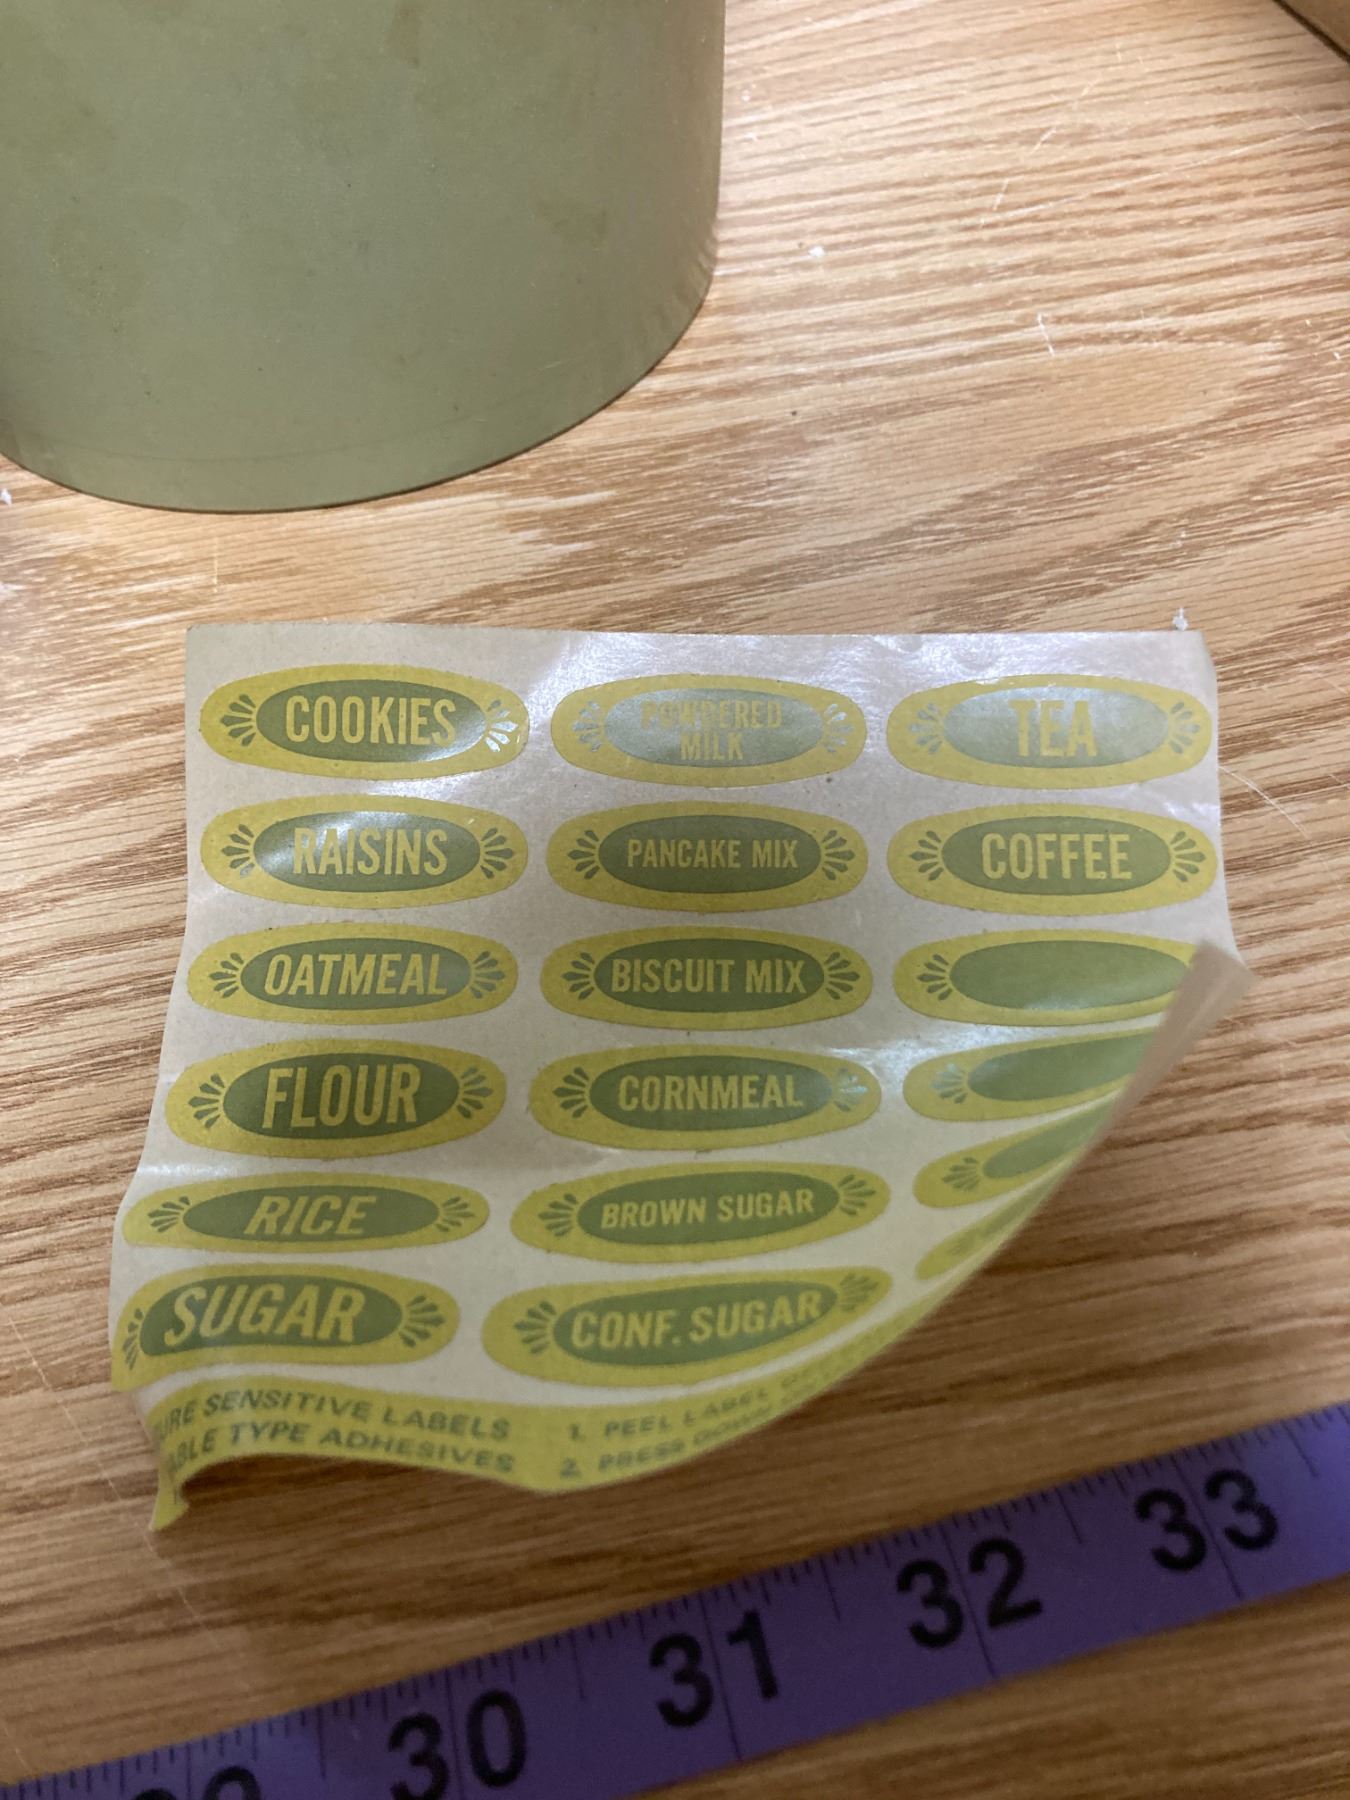 COOKIES
POWDERED
MILK
TEA
RAISINS
PANCAKE MIX
COFFEE
OATMEAL
BISCUIT MIX
FLOUR
CORNMEAL
RICE
BROWN SUGAR
SUGAR
CONF. SUGAR
SENSITIVE LABELS
TYPE ADHESIVES
1. PEEL LABEL
2. PRESS DOWN
30
31
32
33